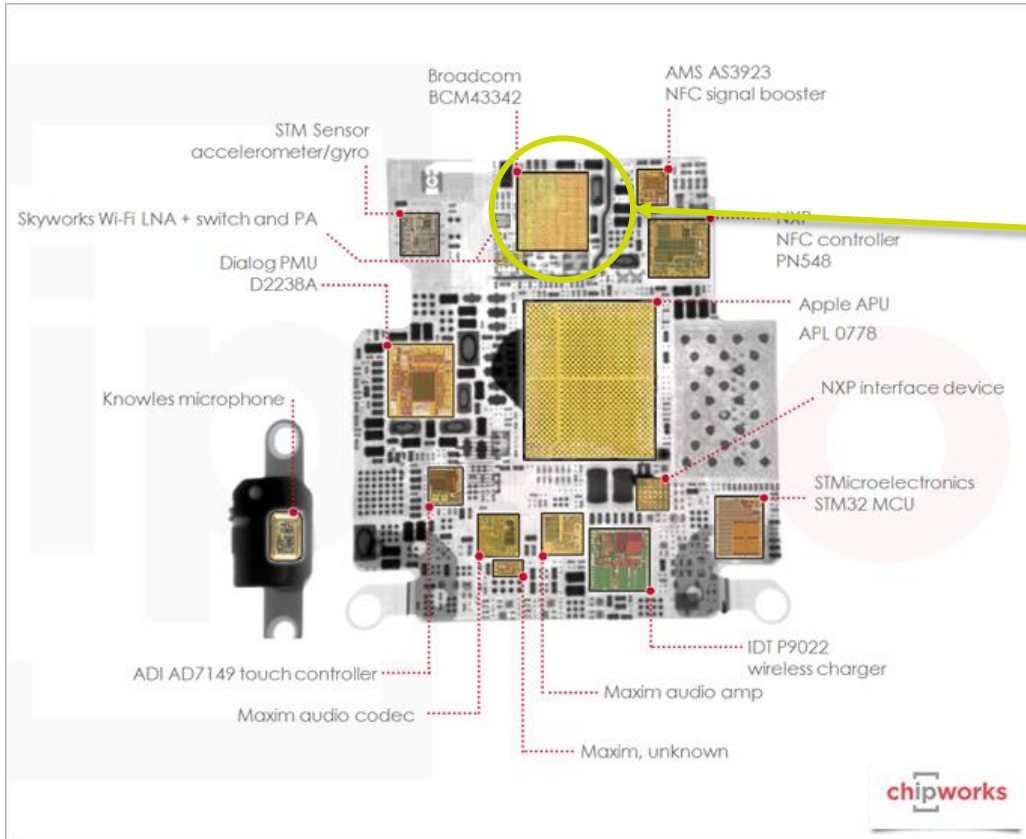 Broadcom
BCM43342
AMS AS3923
NFC signal booster
STM Sensor
accelerometer/gyro
Skyworks Wi-Fi LNA + switch and PA
NXP
NFC controller
PN548
Dialog PMU
D2238A
Apple APU
APL 0778
Knowles microphone
NXP interface device
STMicroelectronics
STM32 MCU
IDT P9022
wireless charger
ADI AD7149 touch controller
Maxim audio amp
Maxim audio codec
Maxim, unknown
chipworks